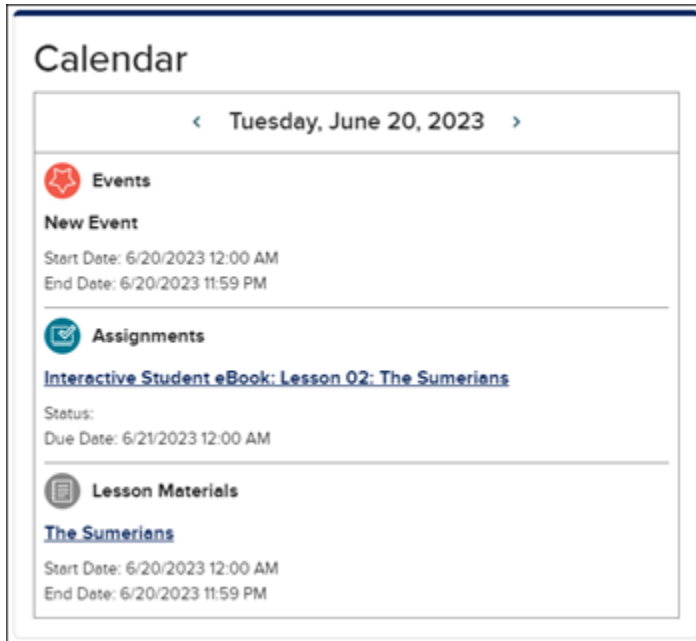 Calendar
< Tuesday, June 20, 2023 >
Events
New Event
Start Date: 6/20/2023 12:00 AM
End Date: 6/20/2023 11:59 PM
Assignments
Interactive Student eBook: Lesson 02: The Sumerians
Status:
Due Date: 6/21/2023 12:00 AM
Lesson Materials
The Sumerians
Start Date: 6/20/2023 12:00 AM
End Date: 6/20/2023 11:59 PM